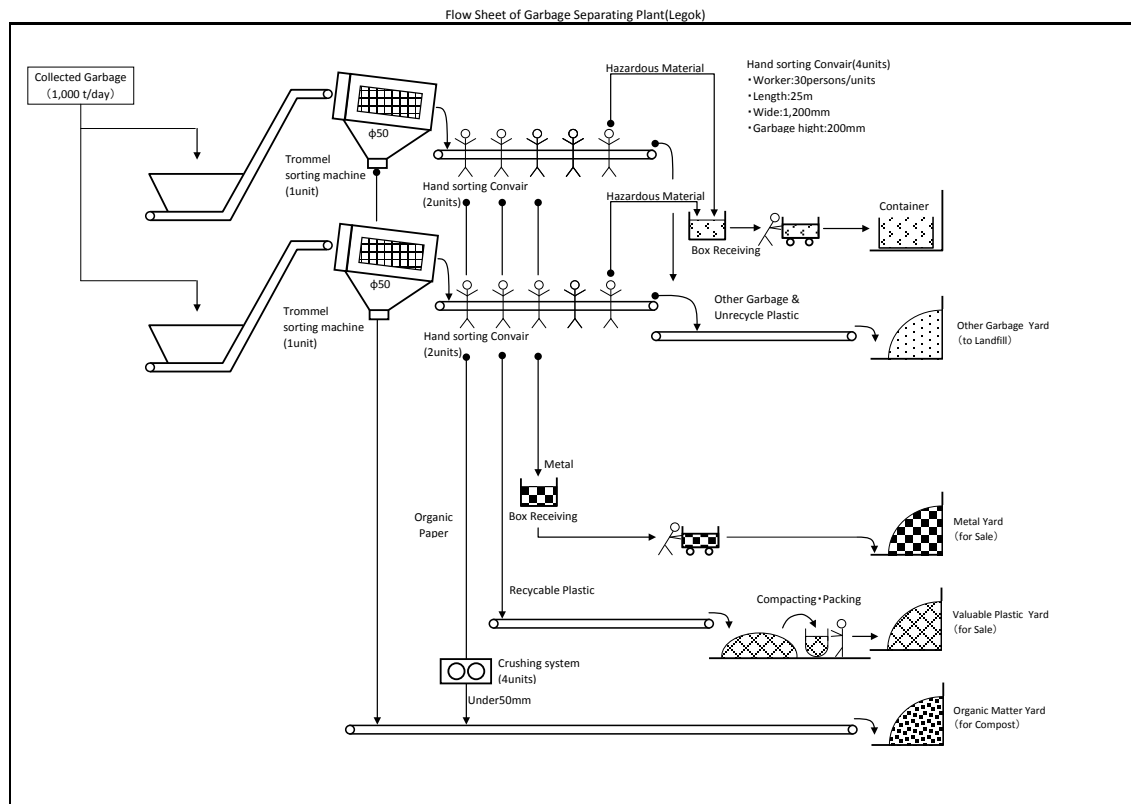 Flow Sheet of Garbage Separating Plant(Legok)
Collected Garbage
（1,000 t/day）
Hazardous Material
Hand sorting Convair(4units)
・Worker:30persons/units
・Length:25m
・Wide:1,200mm
・Garbage hight:200mm
φ50
Trommel
sorting machine
(1unit)
Hand sorting Convair
(2units)
Hazardous Material
Container
Box Receiving
φ50
Trommel
sorting machine
(1unit)
Hand sorting Convair
(2units)
Other Garbage &
Unrecycle Plastic
Other Garbage Yard
（to Landfill）
Metal
Box Receiving
Organic
Paper
Metal Yard
（for Sale）
Recycable Plastic
Compacting・Packing
Valuable Plastic Yard
（for Sale）
Crushing system
(4units)
Under50mm
Organic Matter Yard
（for Compost）